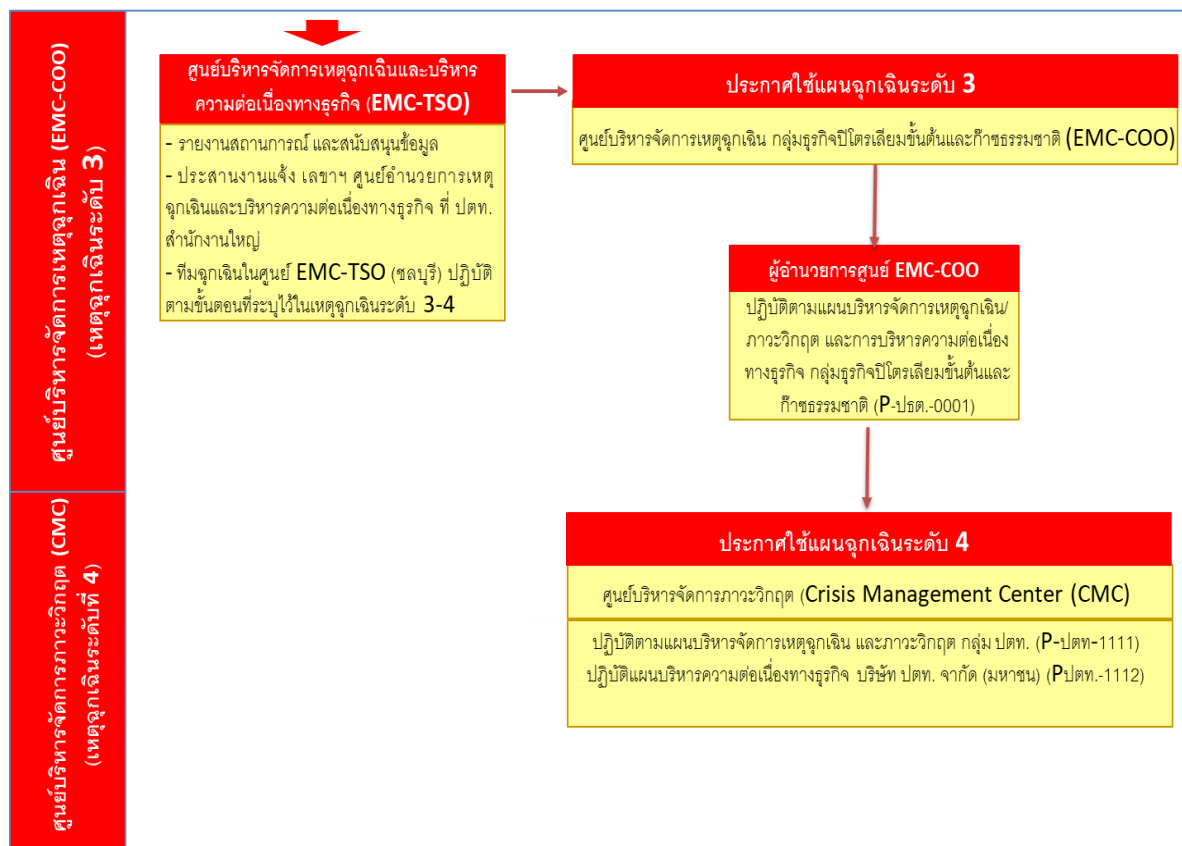 ศูนย์บริหารจัดการเหตุฉุกเฉิน (EMC-COO)
(เหตุฉุกเฉินระดับ 3)
ศูนย์บริหารจัดการเหตุฉุกเฉินและบริหาร
ความต่อเนื่องทางธุรกิจ (EMC-TSO)
- รายงานสถานการณ์ และสนับสนุนข้อมูล
- ประสานงานแจ้ง เลขาฯ ศูนย์อำนวยการเหตุ
ฉุกเฉินและบริหารความต่อเนื่องทางธุรกิจ ที่ ปตท.
สำนักงานใหญ่
- ทีมฉุกเฉินในศูนย์ EMC-TSO (ชลบุรี) ปฏิบัติ
ตามขั้นตอนที่ระบุไว้ในเหตุฉุกเฉินระดับ 3-4
ประกาศใช้แผนฉุกเฉินระดับ 3
ศูนย์บริหารจัดการเหตุฉุกเฉิน กลุ่มธุรกิจปิโตรเลียมขั้นต้นและก๊าซธรรมชาติ (EMC-COO)
ผู้อำนวยการศูนย์ EMC-COO
ปฏิบัติตามแผนบริหารจัดการเหตุฉุกเฉิน/
ภาวะวิกฤต และการบริหารความต่อเนื่อง
ทางธุรกิจ กลุ่มธุรกิจปิโตรเลียมขั้นต้นและ
ก๊าซธรรมชาติ (P-ปธต.-0001)
ศูนย์บริหารจัดการภาวะวิกฤต (CMC)
(เหตุฉุกเฉินระดับที่ 4)
ประกาศใช้แผนฉุกเฉินระดับ 4
ศูนย์บริหารจัดการภาวะวิกฤต (Crisis Management Center (CMC)
ปฏิบัติตามแผนบริหารจัดการเหตุฉุกเฉิน และภาวะวิกฤต กลุ่ม ปตท. (P-ปตท-1111)
ปฏิบัติแผนบริหารความต่อเนื่องทางธุรกิจ บริษัท ปตท. จากัด (มหาชน) (Pปตท.-1112)